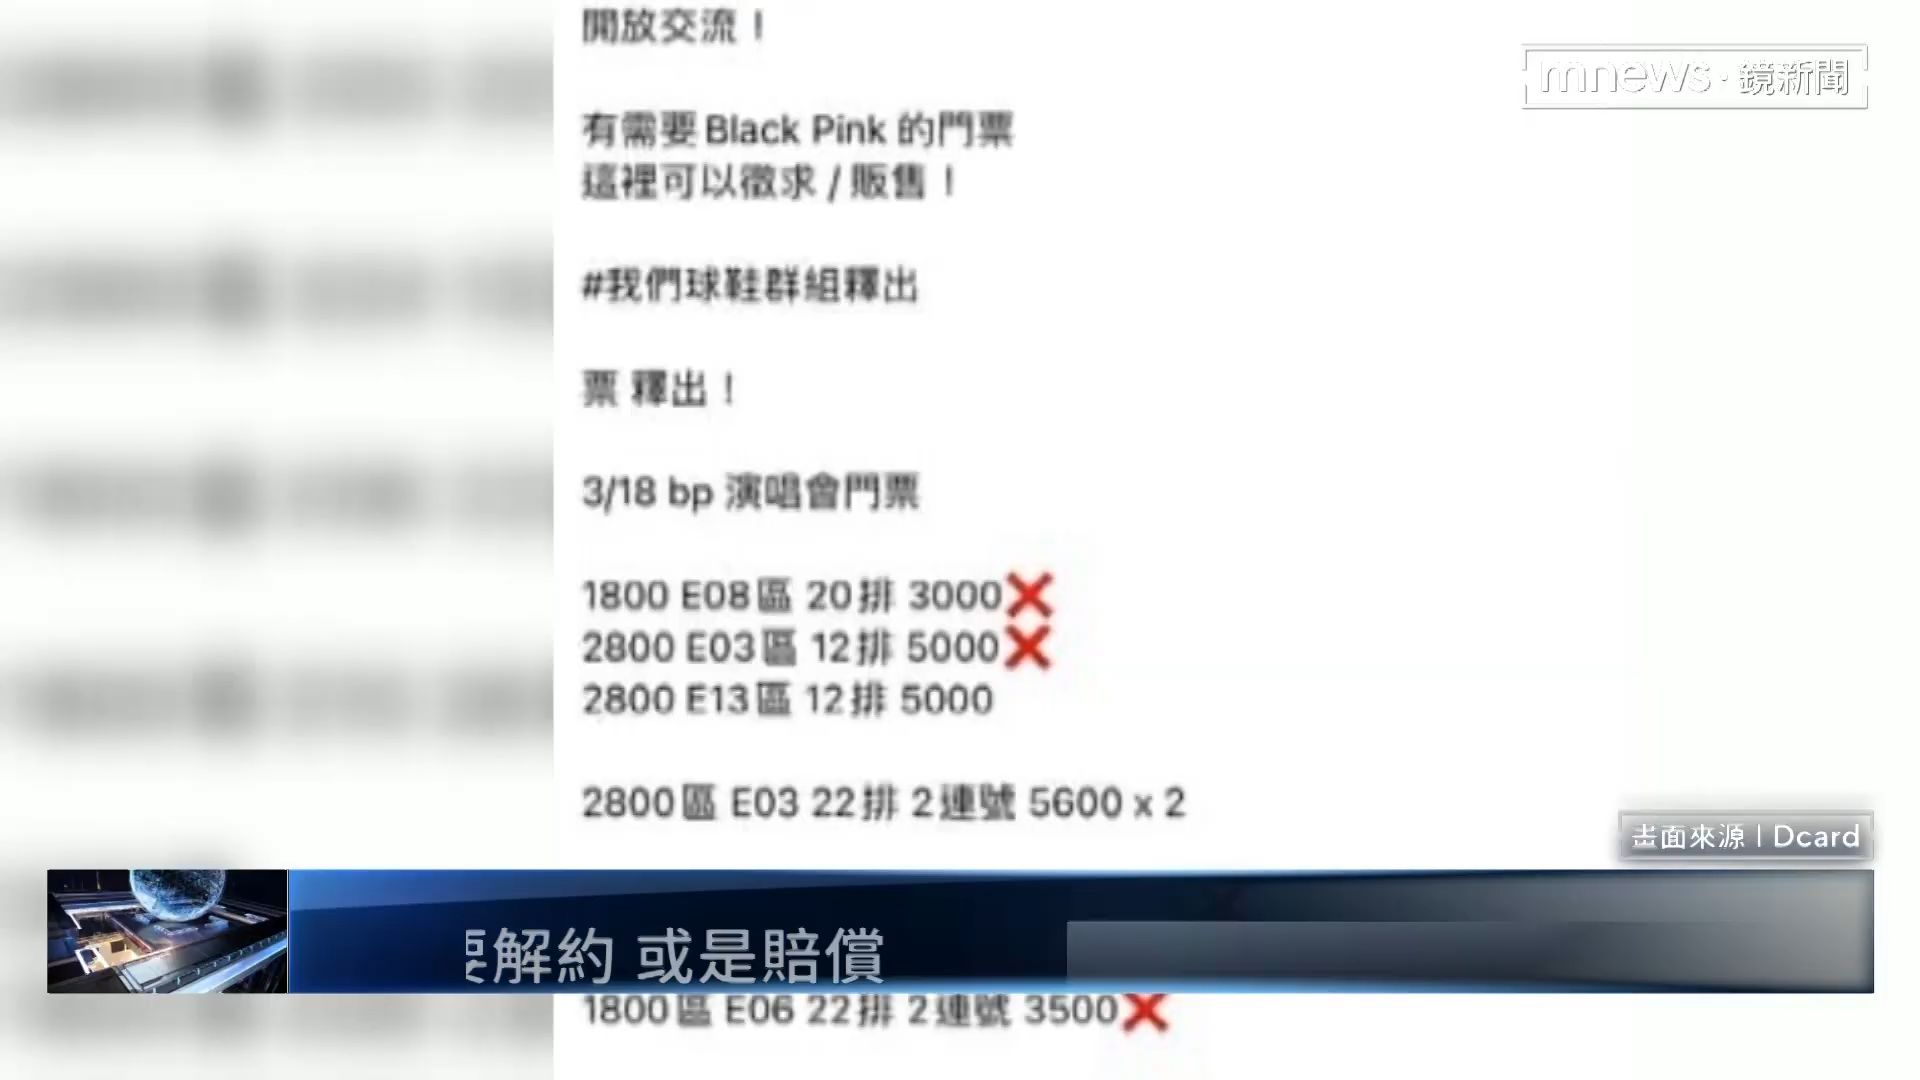 開放交流！
mnews·鏡新聞
有需要 Black Pink 的門票
這裡可以徵求 / 販售！
#我們球鞋群組釋出
票 釋出！
3/18 bp 演唱會門票
1800 E08區 20排 3000❌
2800 E03區 12排 5000❌
2800 E13區 12排 5000
2800區 E03 22排 2連號 5600 x 2
畫面來源｜Dcard
要解約 或是賠償
1800區 E06 22排 2連號 3500❌